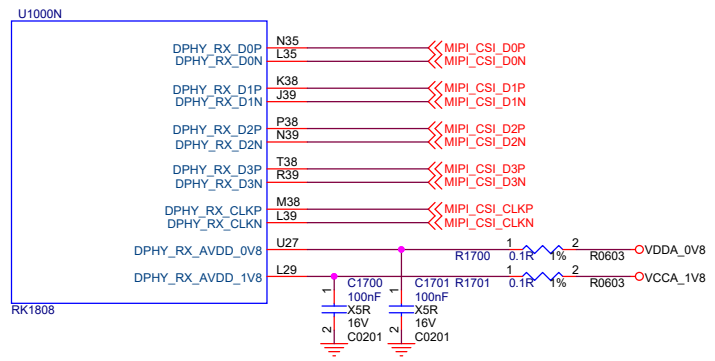 U1000N
DPHY_RX_D0P N35 MIPI_CSI_D0P
DPHY_RX_D0N L35 MIPI_CSI_D0N
DPHY_RX_D1P K38 MIPI_CSI_D1P
DPHY_RX_D1N J39 MIPI_CSI_D1N
DPHY_RX_D2P P38 MIPI_CSI_D2P
DPHY_RX_D2N N39 MIPI_CSI_D2N
DPHY_RX_D3P T38 MIPI_CSI_D3P
DPHY_RX_D3N R39 MIPI_CSI_D3N
DPHY_RX_CLKP M38 MIPI_CSI_CLKP
DPHY_RX_CLKN L39 MIPI_CSI_CLKN
DPHY_RX_AVDD_0V8 U27 1 2 VDDA_0V8
R1700 0.1R 1% R0603
DPHY_RX_AVDD_1V8 L29 1 2 VCCA_1V8
C1700 C1701 R1701 0.1R 1% R0603
1 100nF 1 100nF
X5R X5R
RK1808
16V 16V
2 C0201 2 C0201